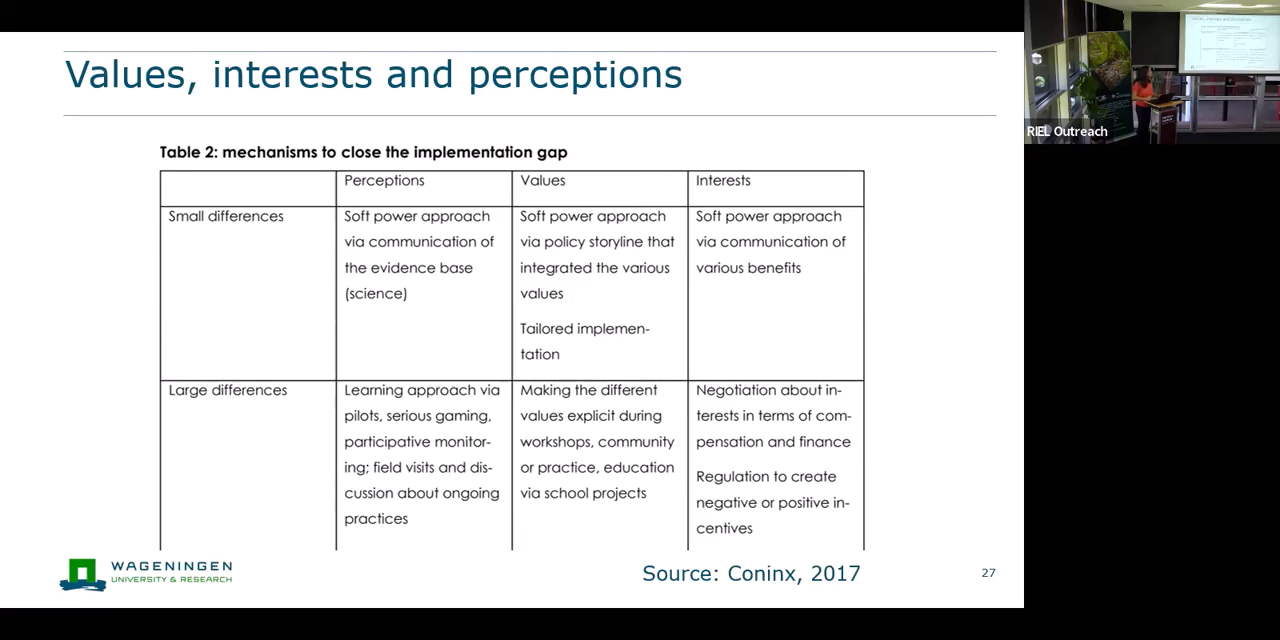 Values, interests and perceptions
Table 2: mechanisms to close the implementation gap
Perceptions
Values
Interests
Small differences
Soft power approach
via communication of
the evidence base
(science)
Soft power approach
via policy storyline that
integrated the various
values
Tailored implemen-
tation
Soft power approach
via communication of
various benefits
Large differences
Learning approach via
pilots, serious gaming,
participative monitor-
ing; field visits and dis-
cussion about ongoing
practices
Making the different
values explicit during
workshops, community
or practice, education
via school projects
Negotiation about in-
terests in terms of com-
pensation and finance
Regulation to create
negative or positive in-
centives
WAGENINGEN
UNIVERSITY & RESEARCH
Source: Coninx, 2017
27
RIEL Outreach